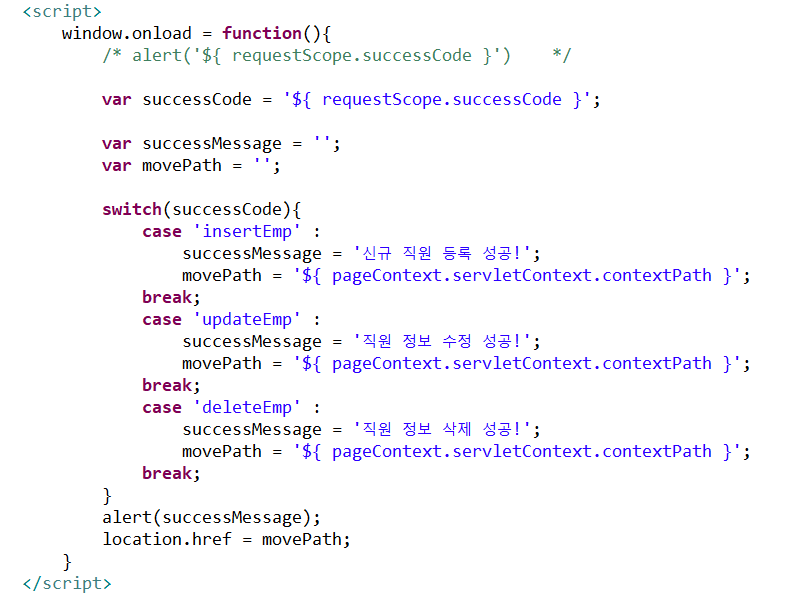 <script>
window.onload = function(){
/* alert('${ requestScope.successCode }') */
var successCode = '${ requestScope.successCode }';
var successMessage = '';
var movePath = '';
switch(successCode){
case 'insertEmp' :
successMessage = '신규 직원 등록 성공!';
movePath = '${ pageContext.servletContext.contextPath }';
break;
case 'updateEmp' :
successMessage = '직원 정보 수정 성공!';
movePath = '${ pageContext.servletContext.contextPath }';
break;
case 'deleteEmp' :
successMessage = '직원 정보 삭제 성공!';
movePath = '${ pageContext.servletContext.contextPath }';
break;
}
alert(successMessage);
location.href = movePath;
}
</script>